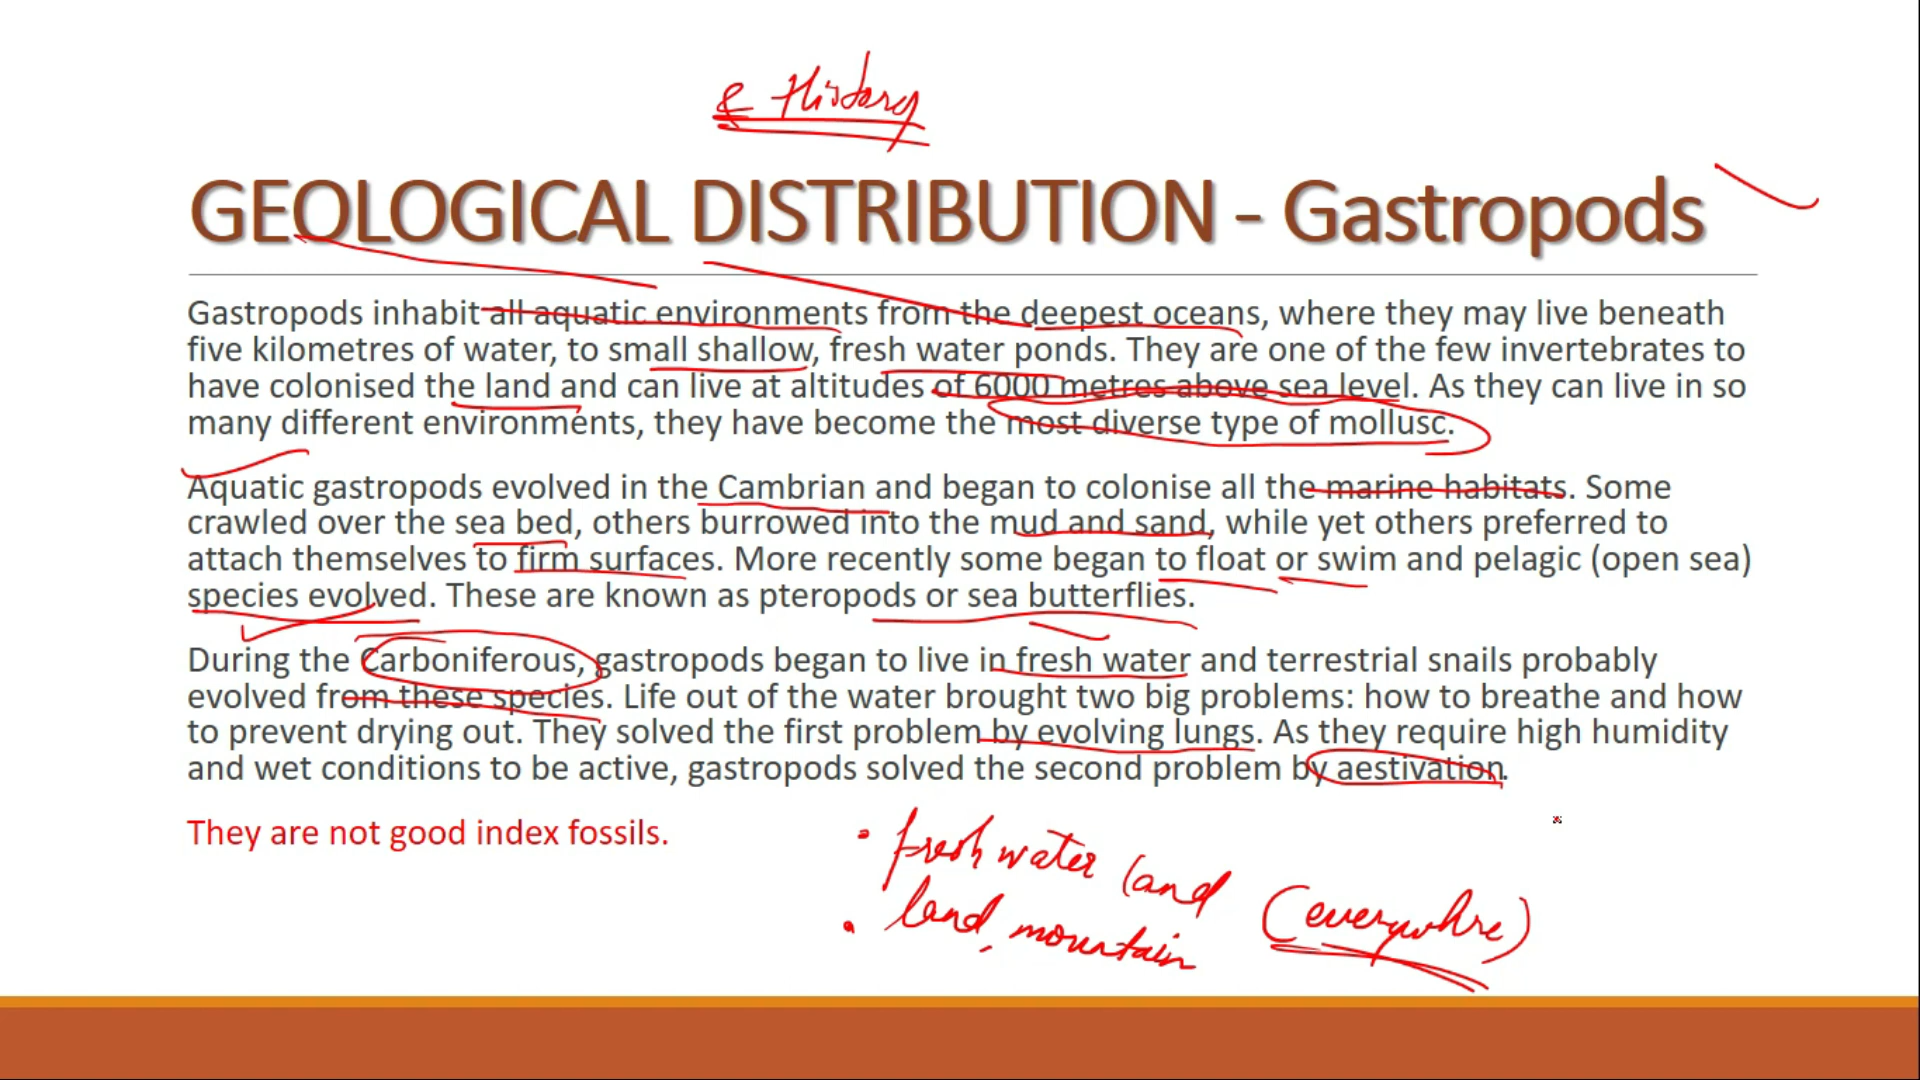 & History
GEOLOGICAL DISTRIBUTION - Gastropods
Gastropods inhabit all aquatic environments from the deepest oceans, where they may live beneath
five kilometres of water, to small shallow, fresh water ponds. They are one of the few invertebrates to
have colonised the land and can live at altitudes of 6000 metres above sea level. As they can live in so
many different environments, they have become the most diverse type of mollusc.
Aquatic gastropods evolved in the Cambrian and began to colonise all the marine habitats. Some
crawled over the sea bed, others burrowed into the mud and sand, while yet others preferred to
attach themselves to firm surfaces. More recently some began to float or swim and pelagic (open sea)
species evolved. These are known as pteropods or sea butterflies.
During the Carboniferous, gastropods began to live in fresh water and terrestrial snails probably
evolved from these species. Life out of the water brought two big problems: how to breathe and how
to prevent drying out. They solved the first problem by evolving lungs. As they require high humidity
and wet conditions to be active, gastropods solved the second problem by aestivation.
They are not good index fossils.
• fresh water land
• land, mountain (everywhre)